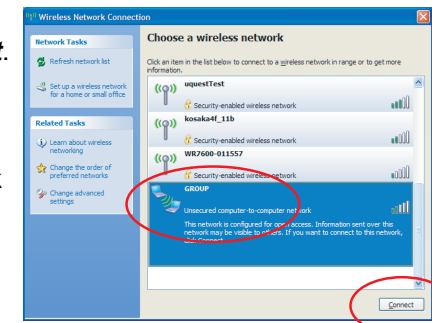 t.
k
Wireless Network Connection
Network Tasks
Refresh network list
Set up a wireless network
for a home or small office
Related Tasks
Learn about wireless
networking
Change the order of
preferred networks
Change advanced
settings
Choose a wireless network
Click an item in the list below to connect to a wireless network in range or to get more
information.
uquestTest
Security-enabled wireless network
kosaka4f_11b
Security-enabled wireless network
WR7600-011557
Security-enabled wireless network
GROUP
Unsecured computer-to-computer network
This network is configured for open access. Information sent over this
network may be visible to others. If you want to connect to this network,
click Connect.
Connect